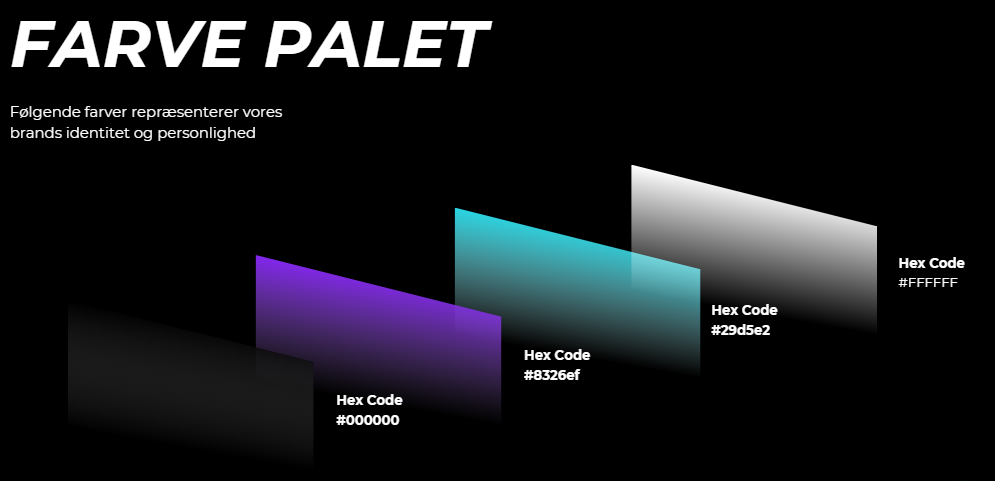 FARVE PALET
Følgende farver repræsenterer vores
brands identitet og personlighed
Hex Code
#FFFFFF
Hex Code
#29d5e2
Hex Code
#8326ef
Hex Code
#000000